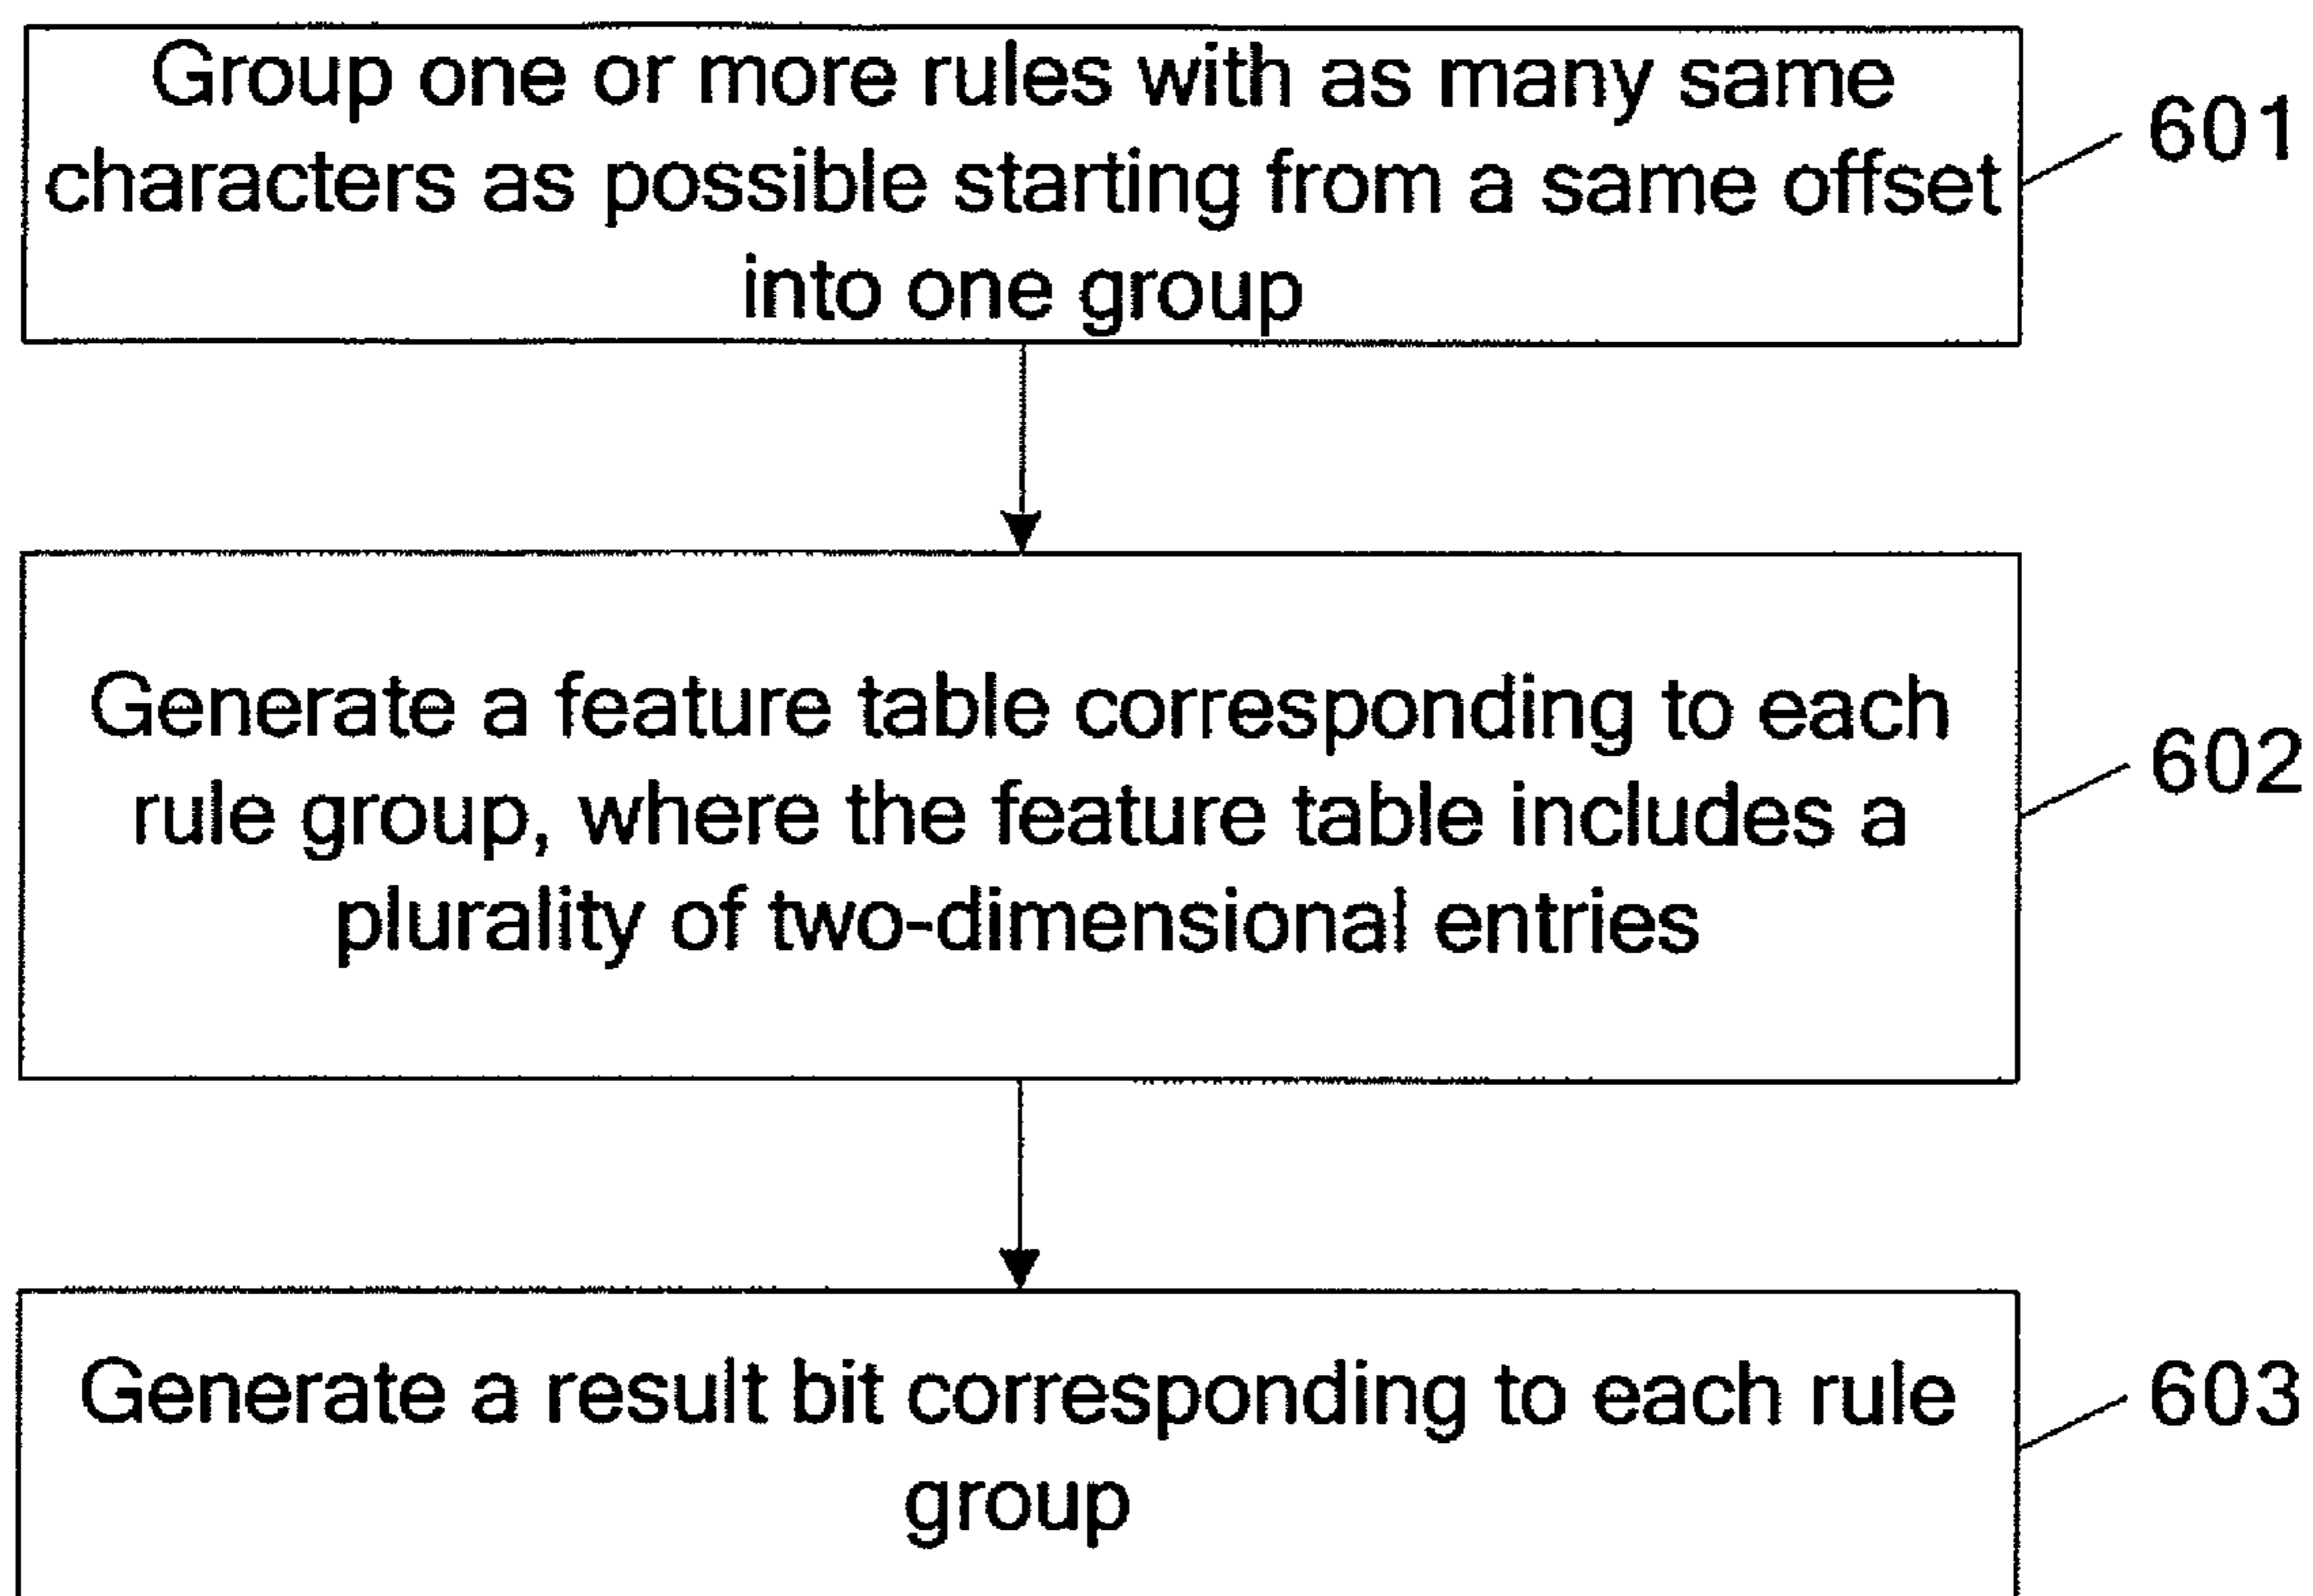 Group one or more rules with as many same
characters as possible starting from a same offset
into one group
601
Generate a feature table corresponding to each
rule group, where the feature table includes a
plurality of two-dimensional entries
602
Generate a result bit corresponding to each rule
group
603